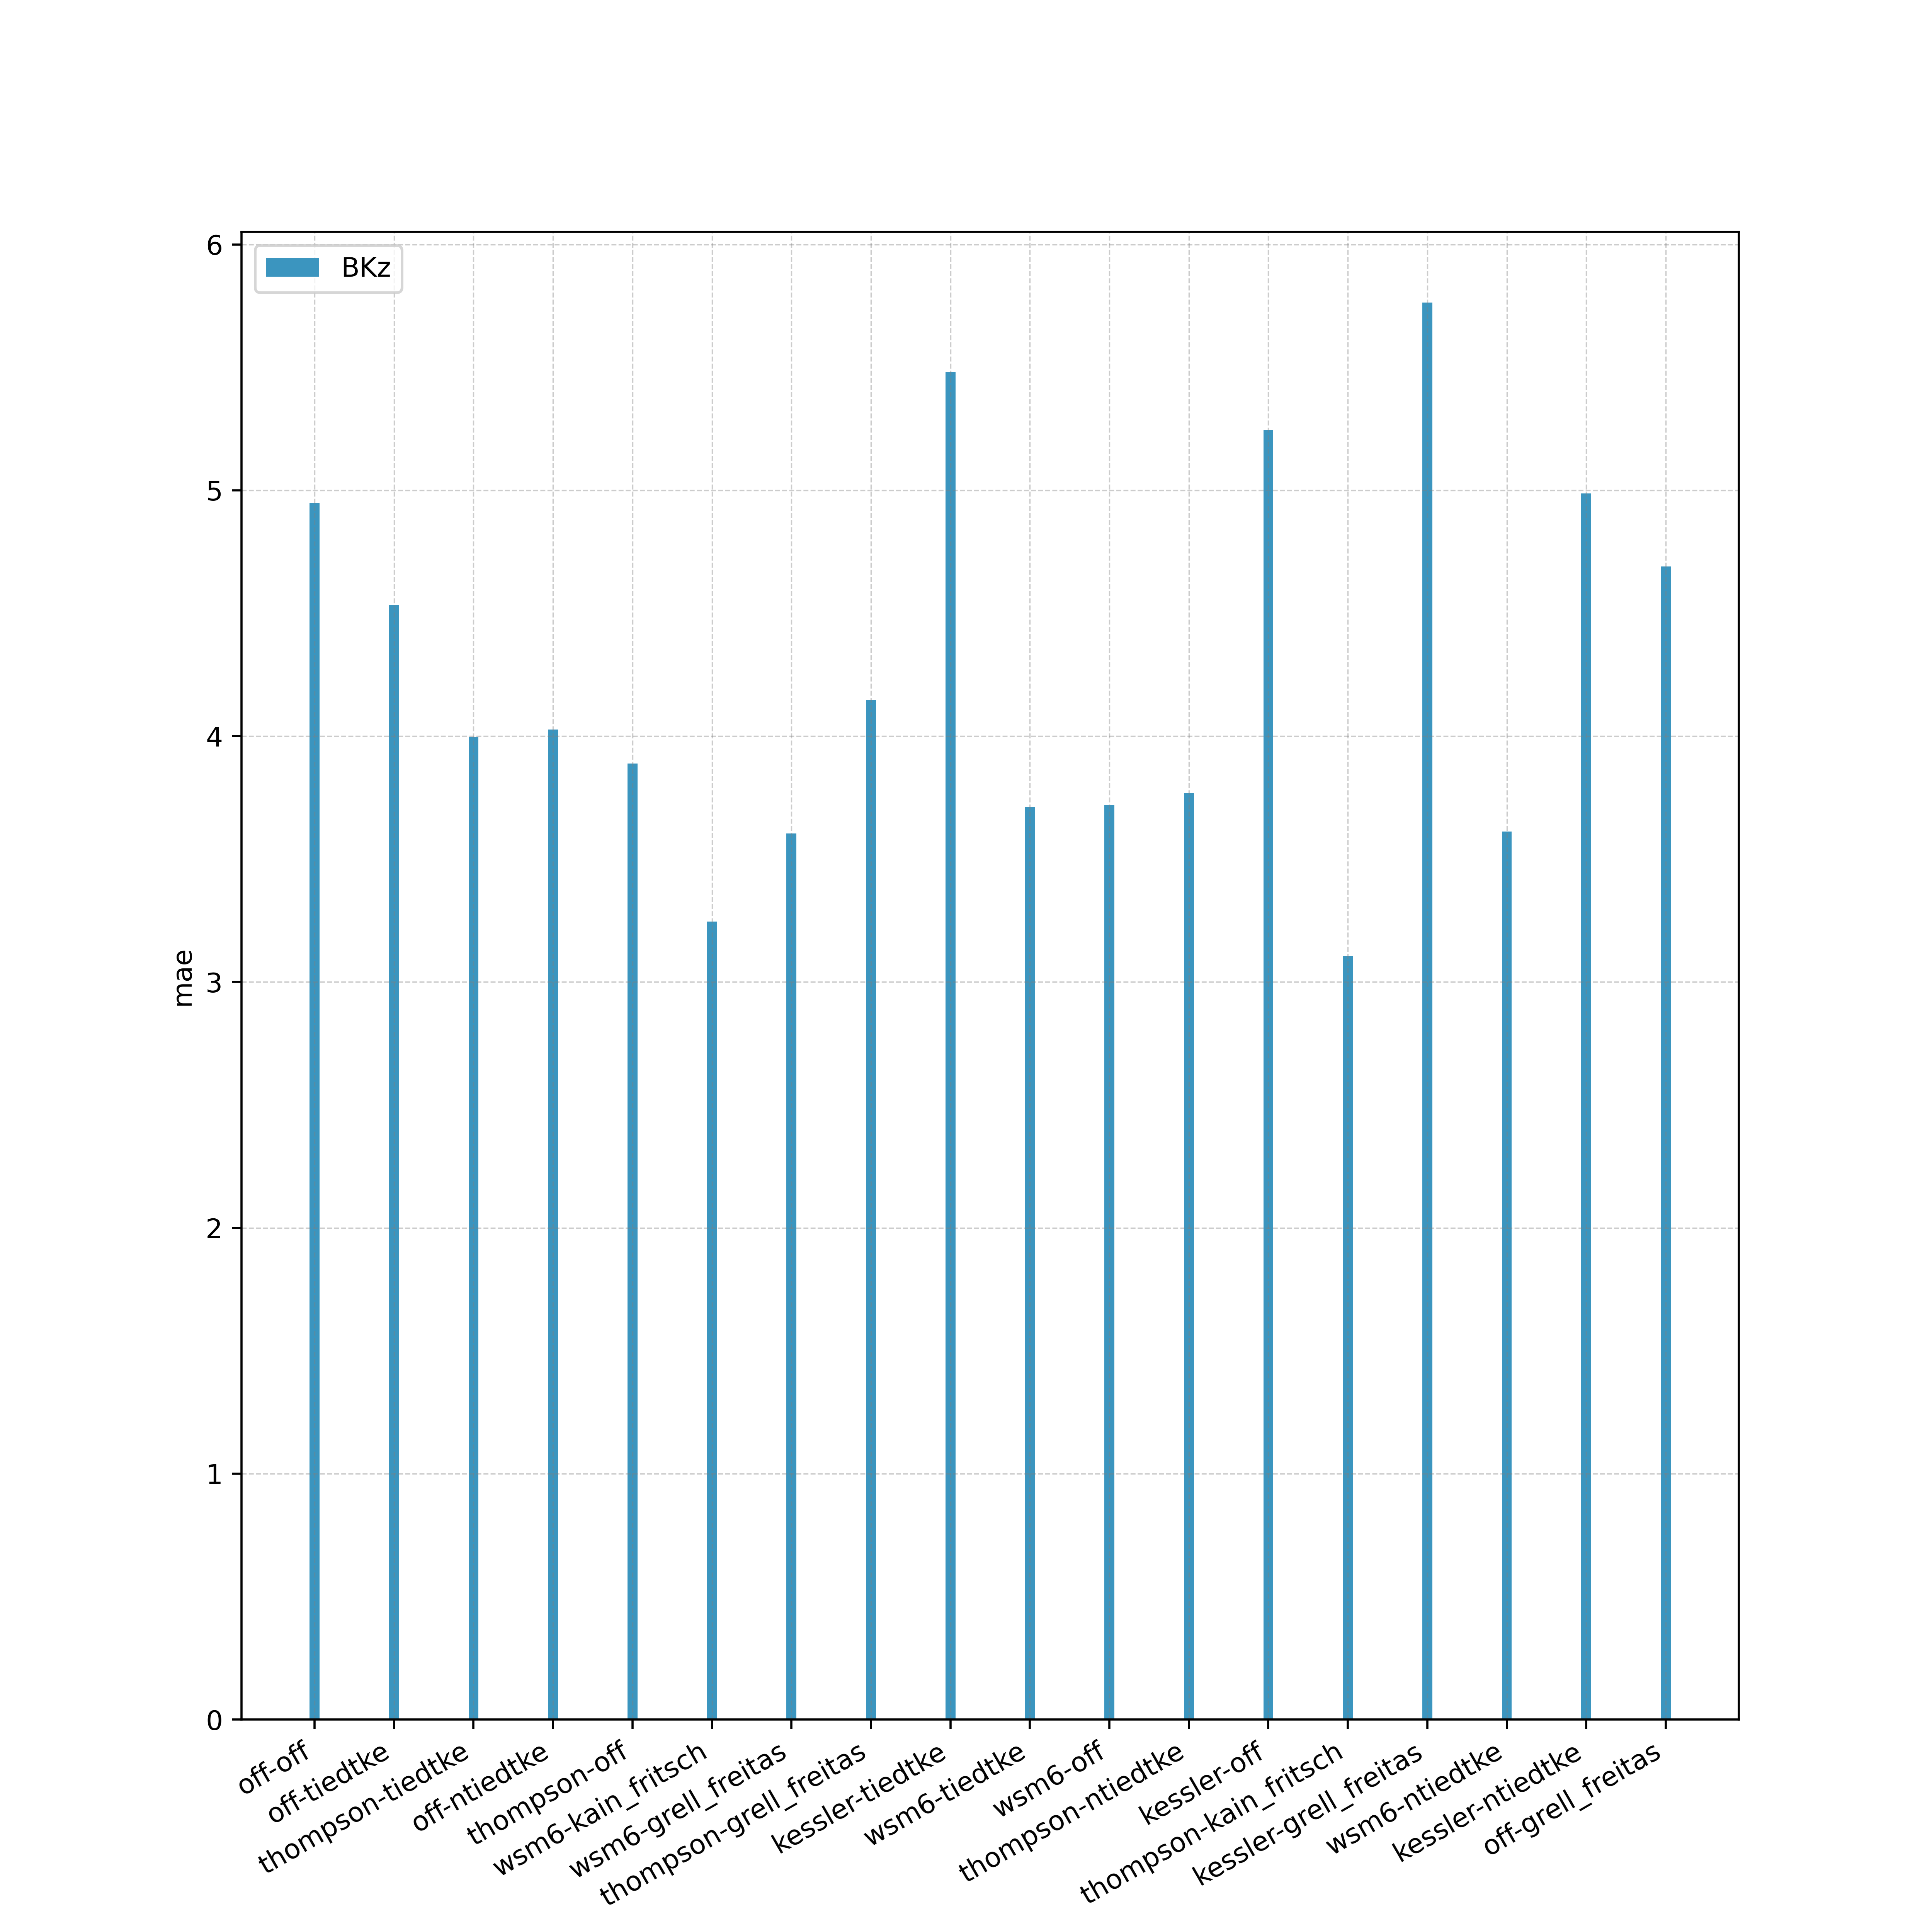 BKz
mae
6
5
4
3
2
1
0
off-off
off-tiedtke
thompson-tiedtke
off-ntiedtke
thompson-off
wsm6-kain_fritsch
wsm6-grell_freitas
thompson-grell_freitas
kessler-tiedtke
wsm6-tiedtke
wsm6-off
thompson-ntiedtke
kessler-off
thompson-kain_fritsch
kessler-grell_freitas
wsm6-ntiedtke
kessler-ntiedtke
off-grell_freitas